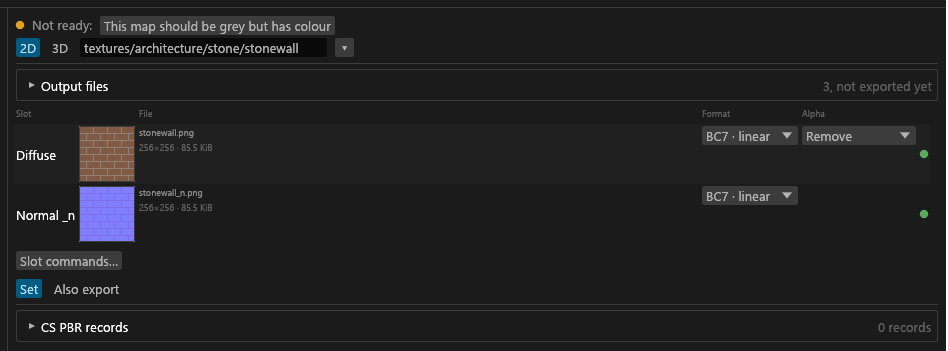 Not ready: This map should be grey but has colour
2D 3D textures/architecture/stone/stonewall
Output files 3, not exported yet
Slot File Format Alpha
Diffuse stonewall.png BC7 · linear Remove
256×256 · 85.5 KiB
Normal _n stonewall_n.png BC7 · linear
256×256 · 85.5 KiB
Slot commands...
Set Also export
CS PBR records 0 records